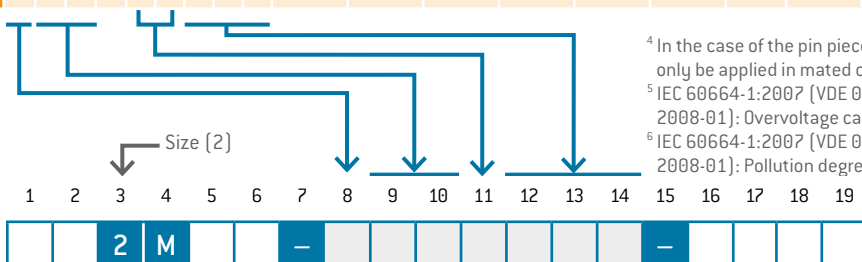 ⁴ In the case of the pin piec
only be applied in mated c
⁵ IEC 60664-1:2007 (VDE 0
2008-01): Overvoltage ca
⁶ IEC 60664-1:2007 (VDE 0
2008-01): Pollution degre
Size (2)
1 2 3 4 5 6 7 8 9 10 11 12 13 14 15 16 17 18 19
2 M – –